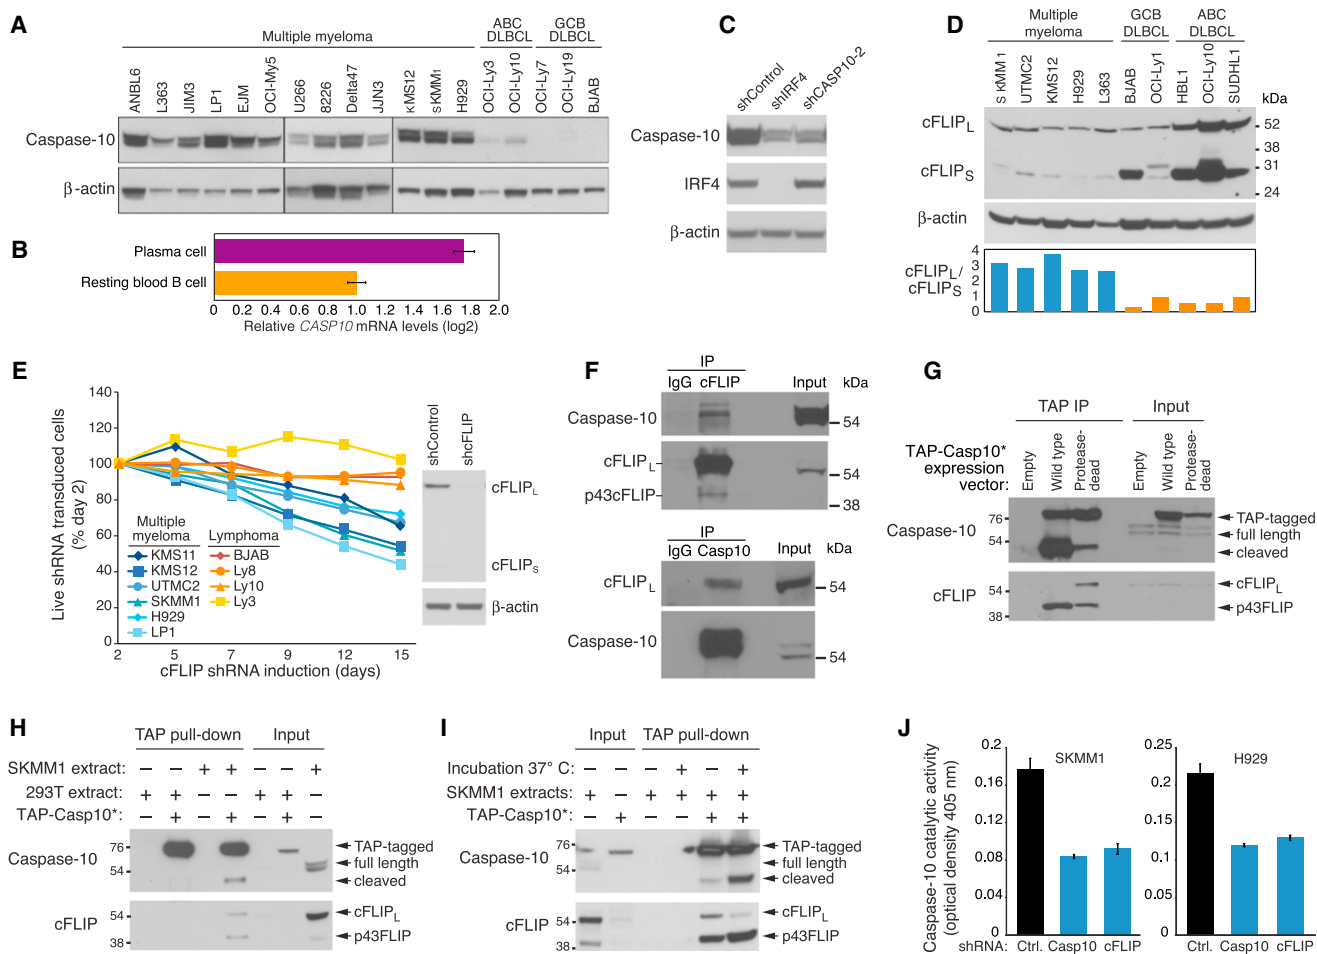 A
Multiple myeloma
ABC
DLBCL
GCB
DLBCL
ANBL6
L363
JIM3
LP1
EJM
OCI-My5
U266
8226
Delta47
JJN3
KMS12
sKMM1
H929
OCI-Ly3
OCI-Ly10
OCI-Ly7
OCI-Ly19
BJAB
Caspase-10
β-actin
B
Plasma cell
Resting blood B cell
0 0.2 0.4 0.6 0.8 1.0 1.2 1.4 1.6 1.8 2.0
Relative CASP10 mRNA levels (log2)
C
shControl
shIRF4
shCASP10-2
Caspase-10
IRF4
β-actin
D
Multiple
myeloma
GCB
DLBCL
ABC
DLBCL
s KMM 1
UTMC2
KMS12
H929
L363
BJAB
OCI-Ly1
HBL1
OCI-Ly10
SUDHL1
kDa
cFLIPL
cFLIPS
52
38
31
24
β-actin
cFLIPL/
cFLIPS
4
3
2
1
0
E
Live shRNA transduced cells
(% day 2)
140
120
100
80
60
40
20
0
Multiple
myeloma
KMS11
KMS12
UTMC2
SKMM1
H929
LP1
Lymphoma
BJAB
Ly8
Ly10
Ly3
2 5 7 9 12 15
cFLIP shRNA induction (days)
shControl
shcFLIP
cFLIPL
cFLIPS
β-actin
F
IP
IgG cFLIP Input kDa
Caspase-10
54
cFLIPL
p43cFLIP
54
38
IP
IgG Casp10 Input kDa
cFLIPL
54
Caspase-10
54
G
TAP IP Input
TAP-Casp10*
expression
vector:
Empty
Wild type
Protease-
dead
Empty
Wild type
Protease-
dead
Caspase-10
76
54
TAP-tagged
full length
cleaved
cFLIP
54
38
cFLIPL
p43FLIP
H
TAP pull-down Input
SKMM1 extract: − − + + − − +
293T extract: + + − − + + −
TAP-Casp10*: − + − + − + −
Caspase-10
76
54
TAP-tagged
full length
cleaved
cFLIP
54
38
cFLIPL
p43FLIP
I
Input TAP pull-down
Incubation 37° C: − − − + − +
SKMM1 extracts: + − + + + +
TAP-Casp10*: − + − − + +
Caspase-10
76
54
TAP-tagged
full length
cleaved
cFLIP
54
38
cFLIPL
p43FLIP
J
Caspase-10 catalytic activity
(optical density 405 nm)
0.2
0.16
0.12
0.08
0.04
0
SKMM1
0.25
0.2
0.15
0.1
0.05
0
H929
shRNA: Ctrl. Casp10 cFLIP
Ctrl. Casp10 cFLIP